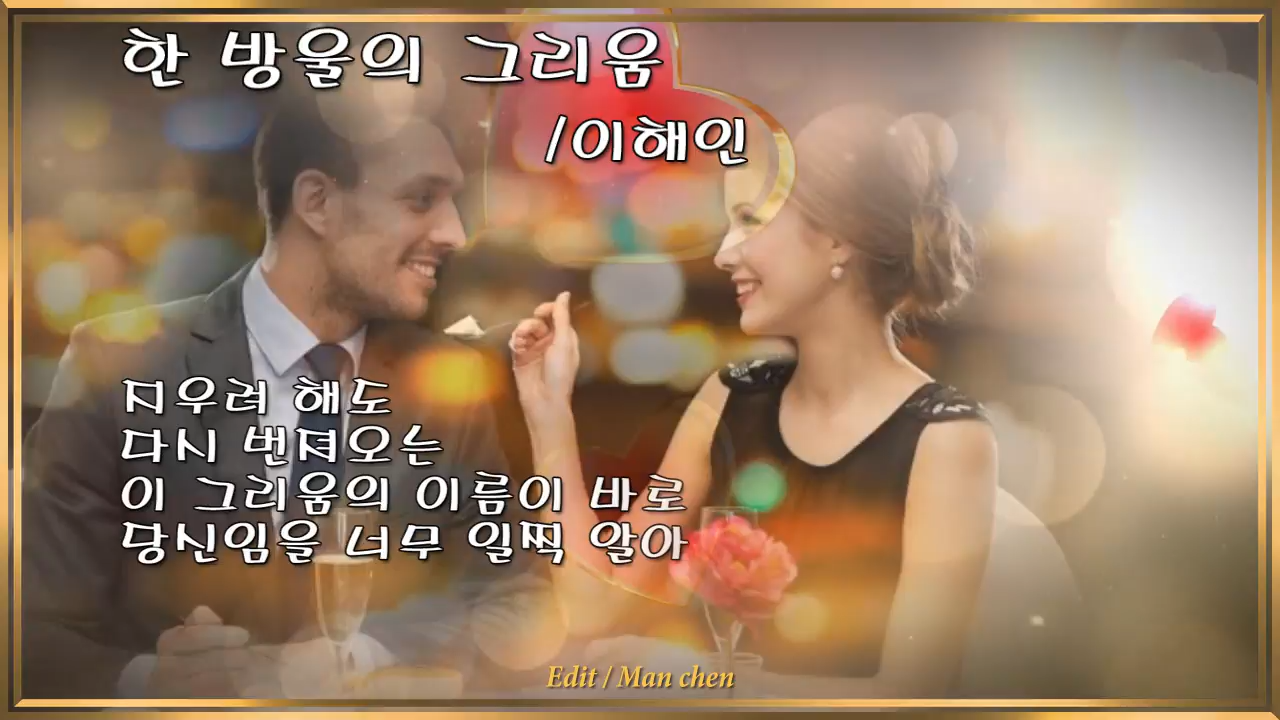 한 방울의 그리움
/이해인
지우려 해도
다시 번져오는
이 그리움의 이름이 바로
당신임을 너무 일찍 알아
Edit / Man chen